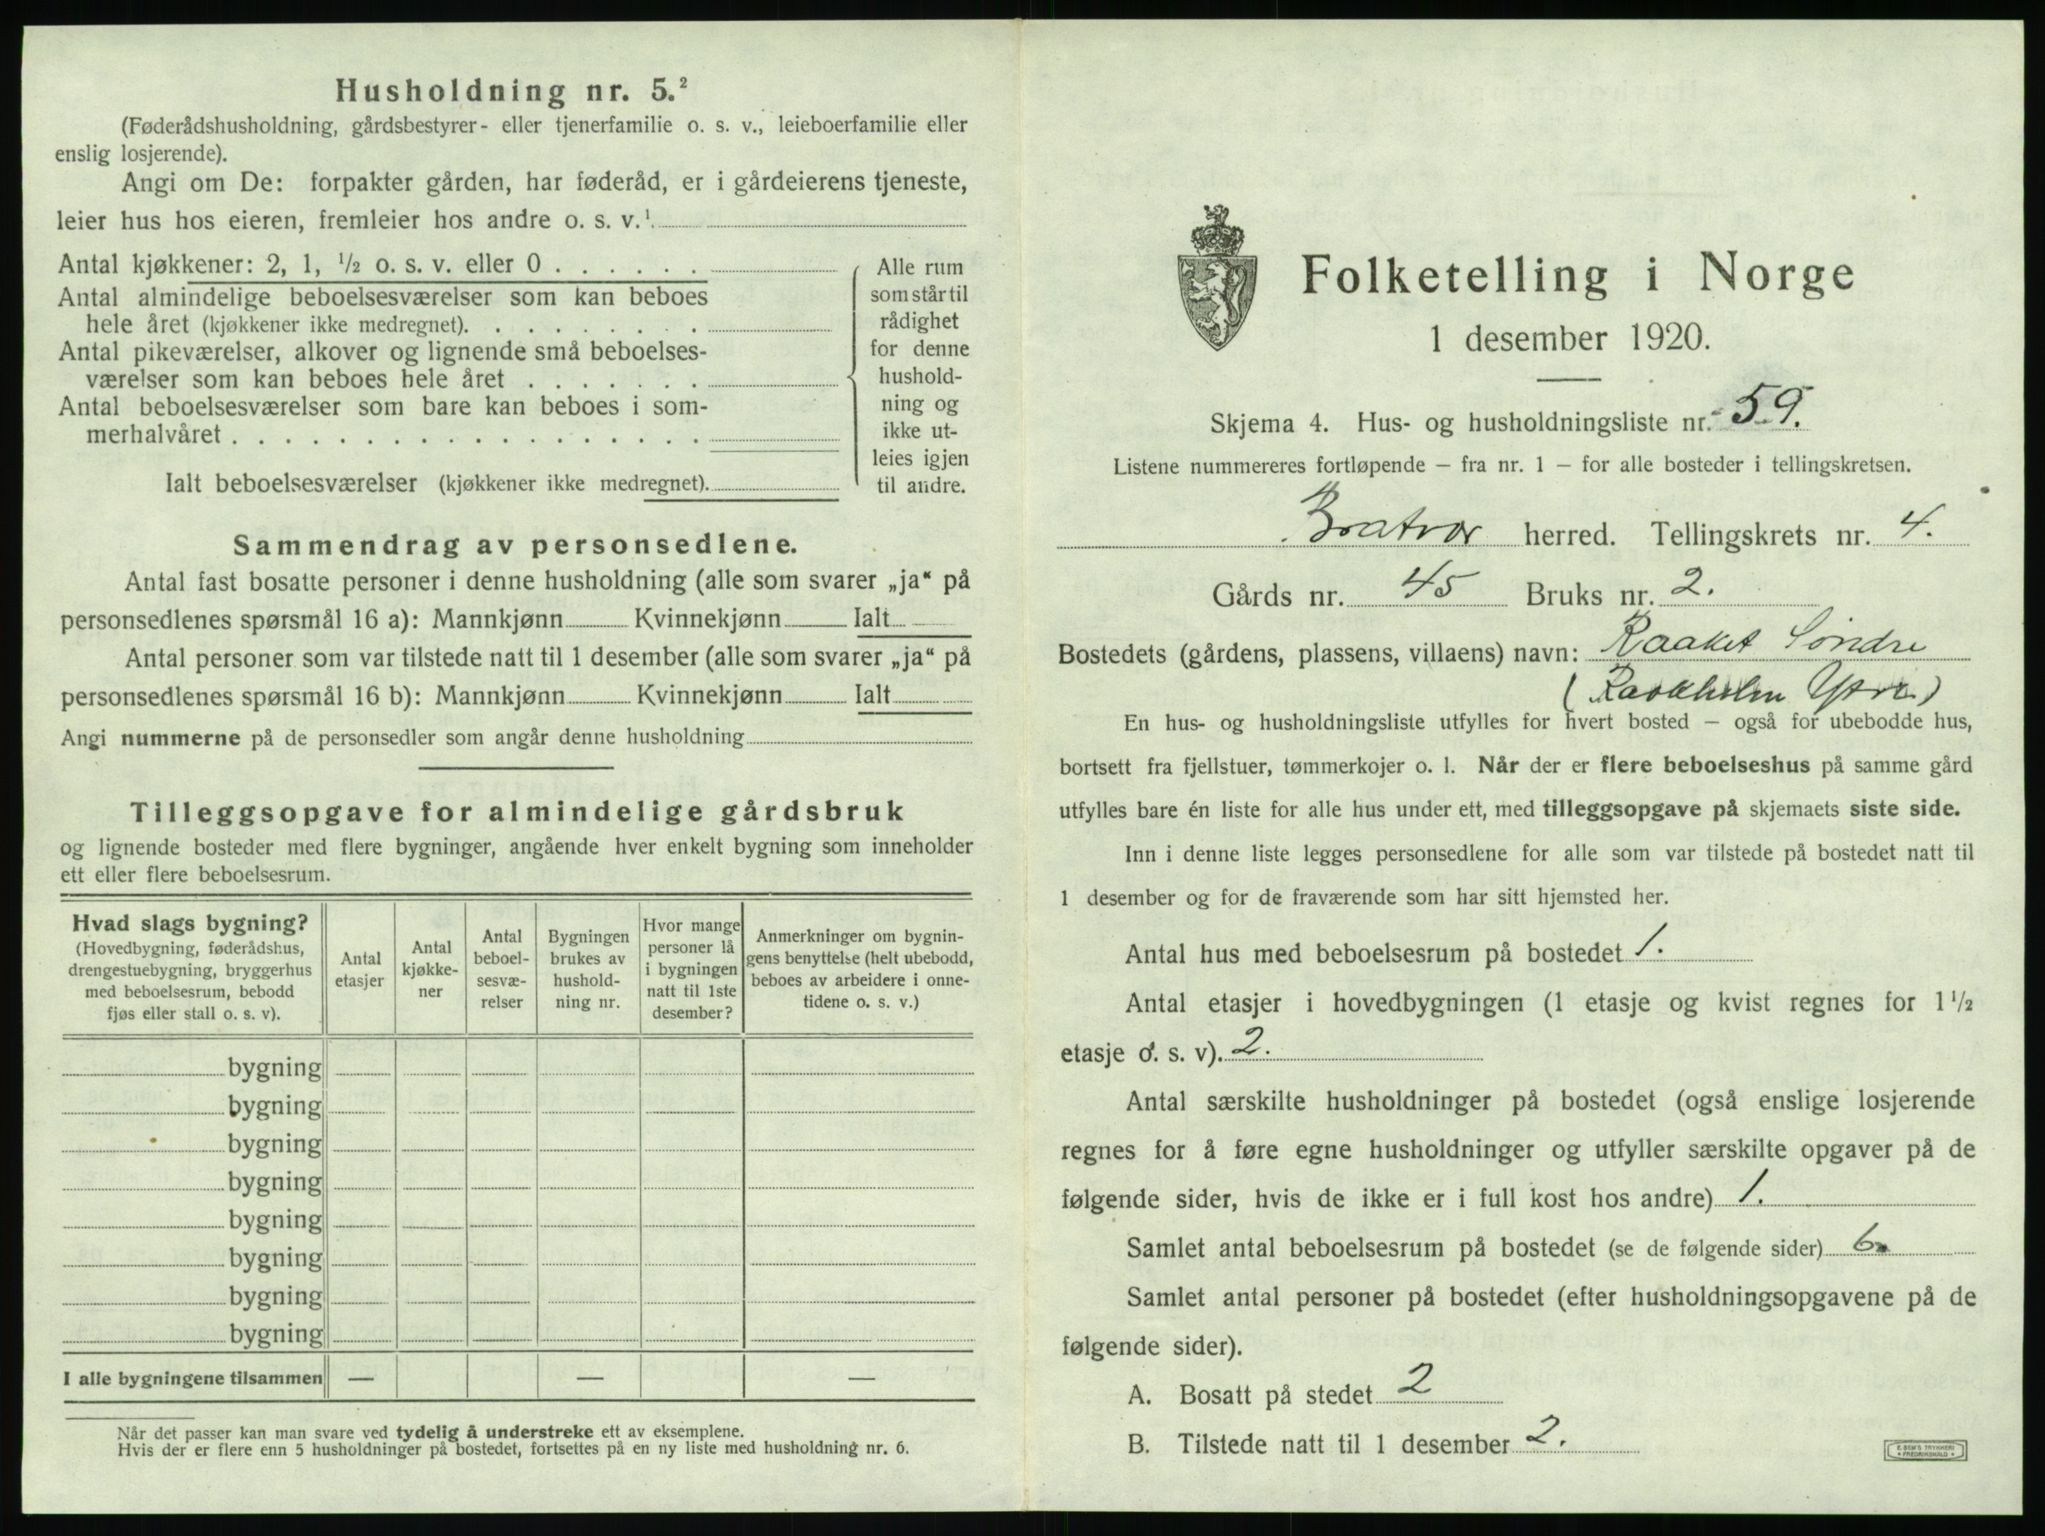 Husholdning nr. 5.²
(Føderådshusholdning, gårdsbestyrer- eller tjenerfamilie o. s. v., leieboerfamilie eller
enslig losjerende).
Angi om De: forpakter gården, har føderåd, er i gårdeierens tjeneste,
leier hus hos eieren, fremleier hos andre o. s. v.¹
Antal kjøkkener: 2, 1, ½ o. s. v. eller 0
Antal almindelige beboelsesværelser som kan beboes
hele året (kjøkkener ikke medregnet).
Antal pikeværelser, alkover og lignende små beboelses-
værelser som kan beboes hele året
Antal beboelsesværelser som bare kan beboes i som-
merhalvåret
Ialt beboelsesværelser (kjøkkener ikke medregnet).
Alle rum
som står til
rådighet
for denne
hushold-
ning og
ikke ut-
leies igjen
til andre.
Sammendrag av personsedlene.
Antal fast bosatte personer i denne husholdning (alle som svarer „ja“ på
personsedlenes spørsmål 16 a): Mannkjønn Kvinnekjønn Ialt
Antal personer som var tilstede natt til 1 desember (alle som svarer „ja“ på
personsedlenes spørsmål 16 b): Mannkjønn Kvinnekjønn Ialt
Angi nummerne på de personsedler som angår denne husholdning
Tilleggsopgave for almindelige gårdsbruk
og lignende bosteder med flere bygninger, angående hver enkelt bygning som inneholder
ett eller flere beboelsesrum.
Hvad slags bygning?
(Hovedbygning, føderådshus,
drengestuebygning, bryggerhus
med beboelsesrum, bebodd
fjøs eller stall o. s. v).
Antal
etasjer
Antal
kjøkke-
ner
Antal
beboel-
sesvæ-
relser
Bygningen
brukes av
hushold-
ning nr.
Hvor mange
personer lå
i bygningen
natt til 1ste
desember?
Anmerkninger om bygnin-
gens benyttelse (helt ubebodd,
beboes av arbeidere i onne-
tidene o. s. v.)
bygning
bygning
bygning
bygning
bygning
bygning
bygning
bygning
I alle bygningene tilsammen — — —
Når det passer kan man svare ved tydelig å understreke ett av eksemplene.
Hvis der er flere enn 5 husholdninger på bostedet, fortsettes på en ny liste med husholdning nr. 6.
Folketelling i Norge
1 desember 1920.
Skjema 4. Hus- og husholdningsliste nr. 59.
Listene nummereres fortløpende – fra nr. 1 – for alle bosteder i tellingskretsen.
Bratvær herred. Tellingskrets nr. 4.
Gårds nr. 45 Bruks nr. 2.
Bostedets (gårdens, plassens, villaens) navn: Raaket Søndre
(Raakholm Ytre)
En hus- og husholdningsliste utfylles for hvert bosted – også for ubebodde hus,
bortsett fra fjellstuer, tømmerkojer o. l. Når der er flere beboelseshus på samme gård
utfylles bare én liste for alle hus under ett, med tilleggsopgave på skjemaets siste side.
Inn i denne liste legges personsedlene for alle som var tilstede på bostedet natt til
1 desember og for de fraværende som har sitt hjemsted her.
Antal hus med beboelsesrum på bostedet 1.
Antal etasjer i hovedbygningen (1 etasje og kvist regnes for 1 ½
etasje o. s. v). 2.
Antal særskilte husholdninger på bostedet (også enslige losjerende
regnes for å føre egne husholdninger og utfyller særskilte opgaver på de
følgende sider, hvis de ikke er i full kost hos andre) 1.
Samlet antal beboelsesrum på bostedet (se de følgende sider) 6.
Samlet antal personer på bostedet (efter husholdningsopgavene på de
følgende sider).
A. Bosatt på stedet 2
B. Tilstede natt til 1 desember 2.
E. SEM'S TRYKKERI
• FREDRIKSHALD •